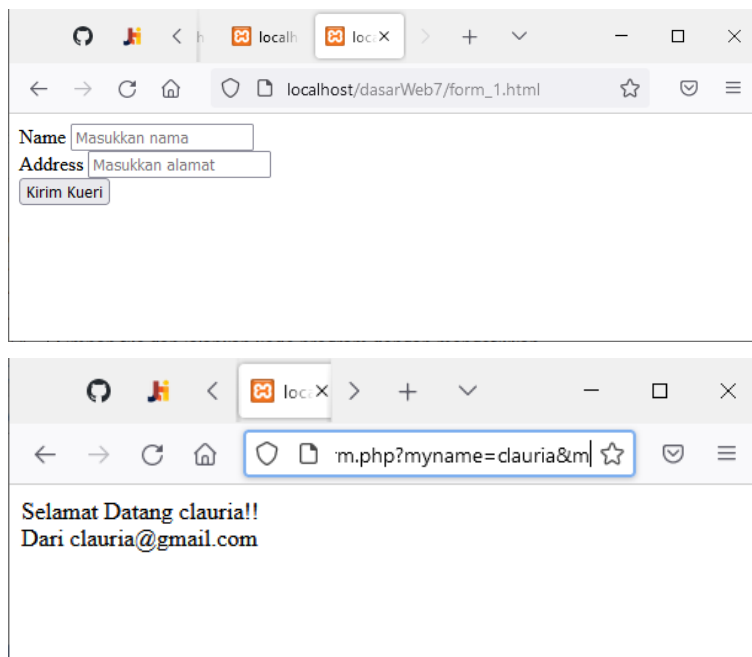 localh
loca
localhost/dasarWeb7/form_1.html
Name Masukkan nama
Address Masukkan alamat
Kirim Kueri
loca
m.php?myname=clauria&m
Selamat Datang clauria!!
Dari clauria@gmail.com